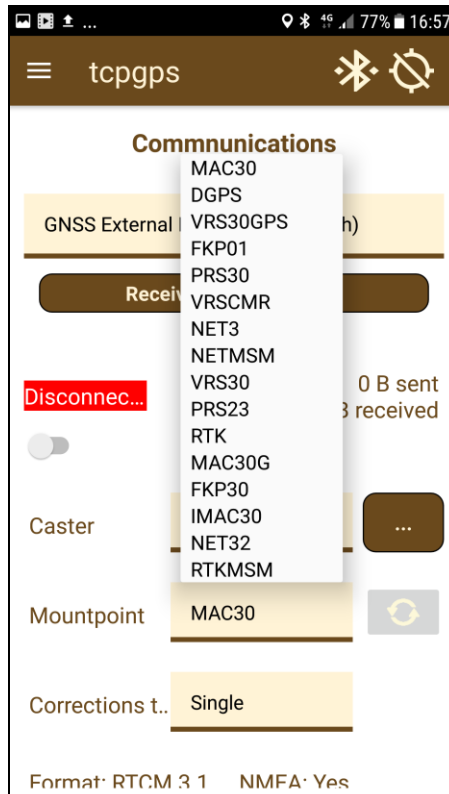 ... 4G 77% 16:57
tcpgps
Commnunications
GNSS External h)
Receiv
MAC30
DGPS
VRS30GPS
FKP01
PRS30
VRSCMR
NET3
NETMSM
VRS30
PRS23
RTK
MAC30G
FKP30
IMAC30
NET32
RTKMSM
Disconnec...
0 B sent
B received
Caster ...
Mountpoint MAC30
Corrections t.. Single
Format: RTCM 3.1 NMEA: Yes